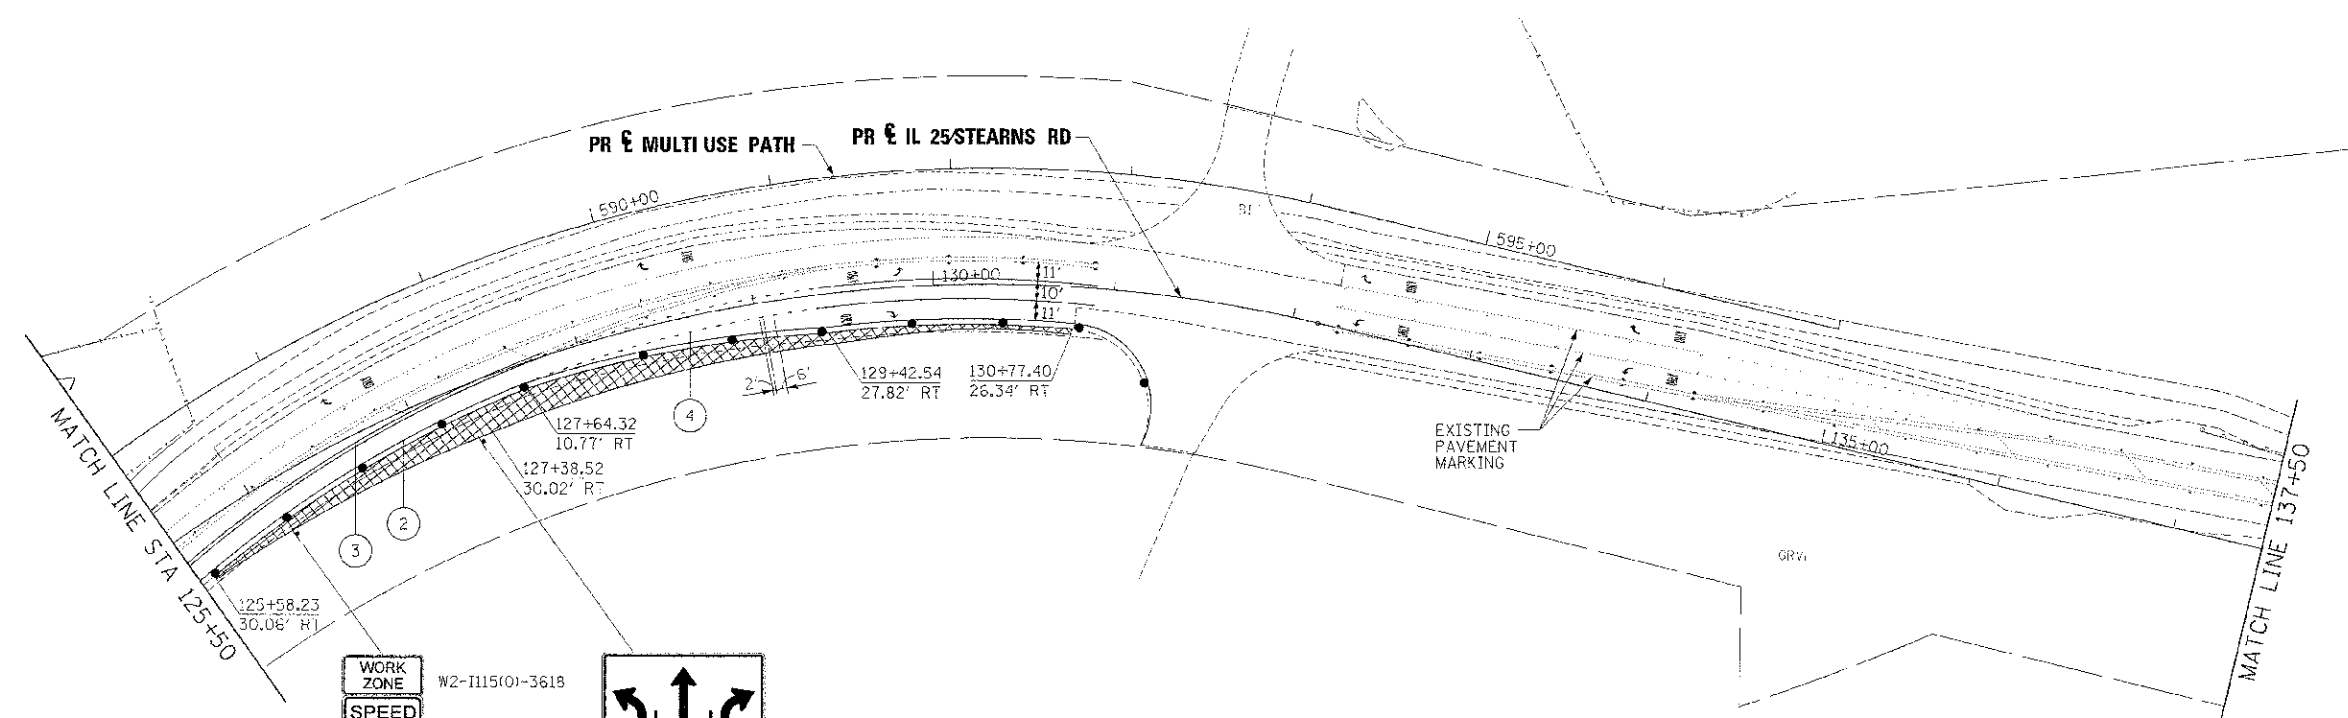 PR ℄ MULTI USE PATH
PR ℄ IL 25/STEARNS RD
590+00
595+00
130+00
11'
10'
11'
129+42.54
27.82' RT
130+77.40
26.34' RT
2'
6'
4
127+64.32
10.77' RT
127+38.52
30.02' RT
EXISTING
PAVEMENT
MARKING
135+00
2
3
MATCH LINE STA 125+50
MATCH LINE 137+50
125+58.23
30.06' RT
WORK
ZONE
W2-I115(O)-3618
SPEED